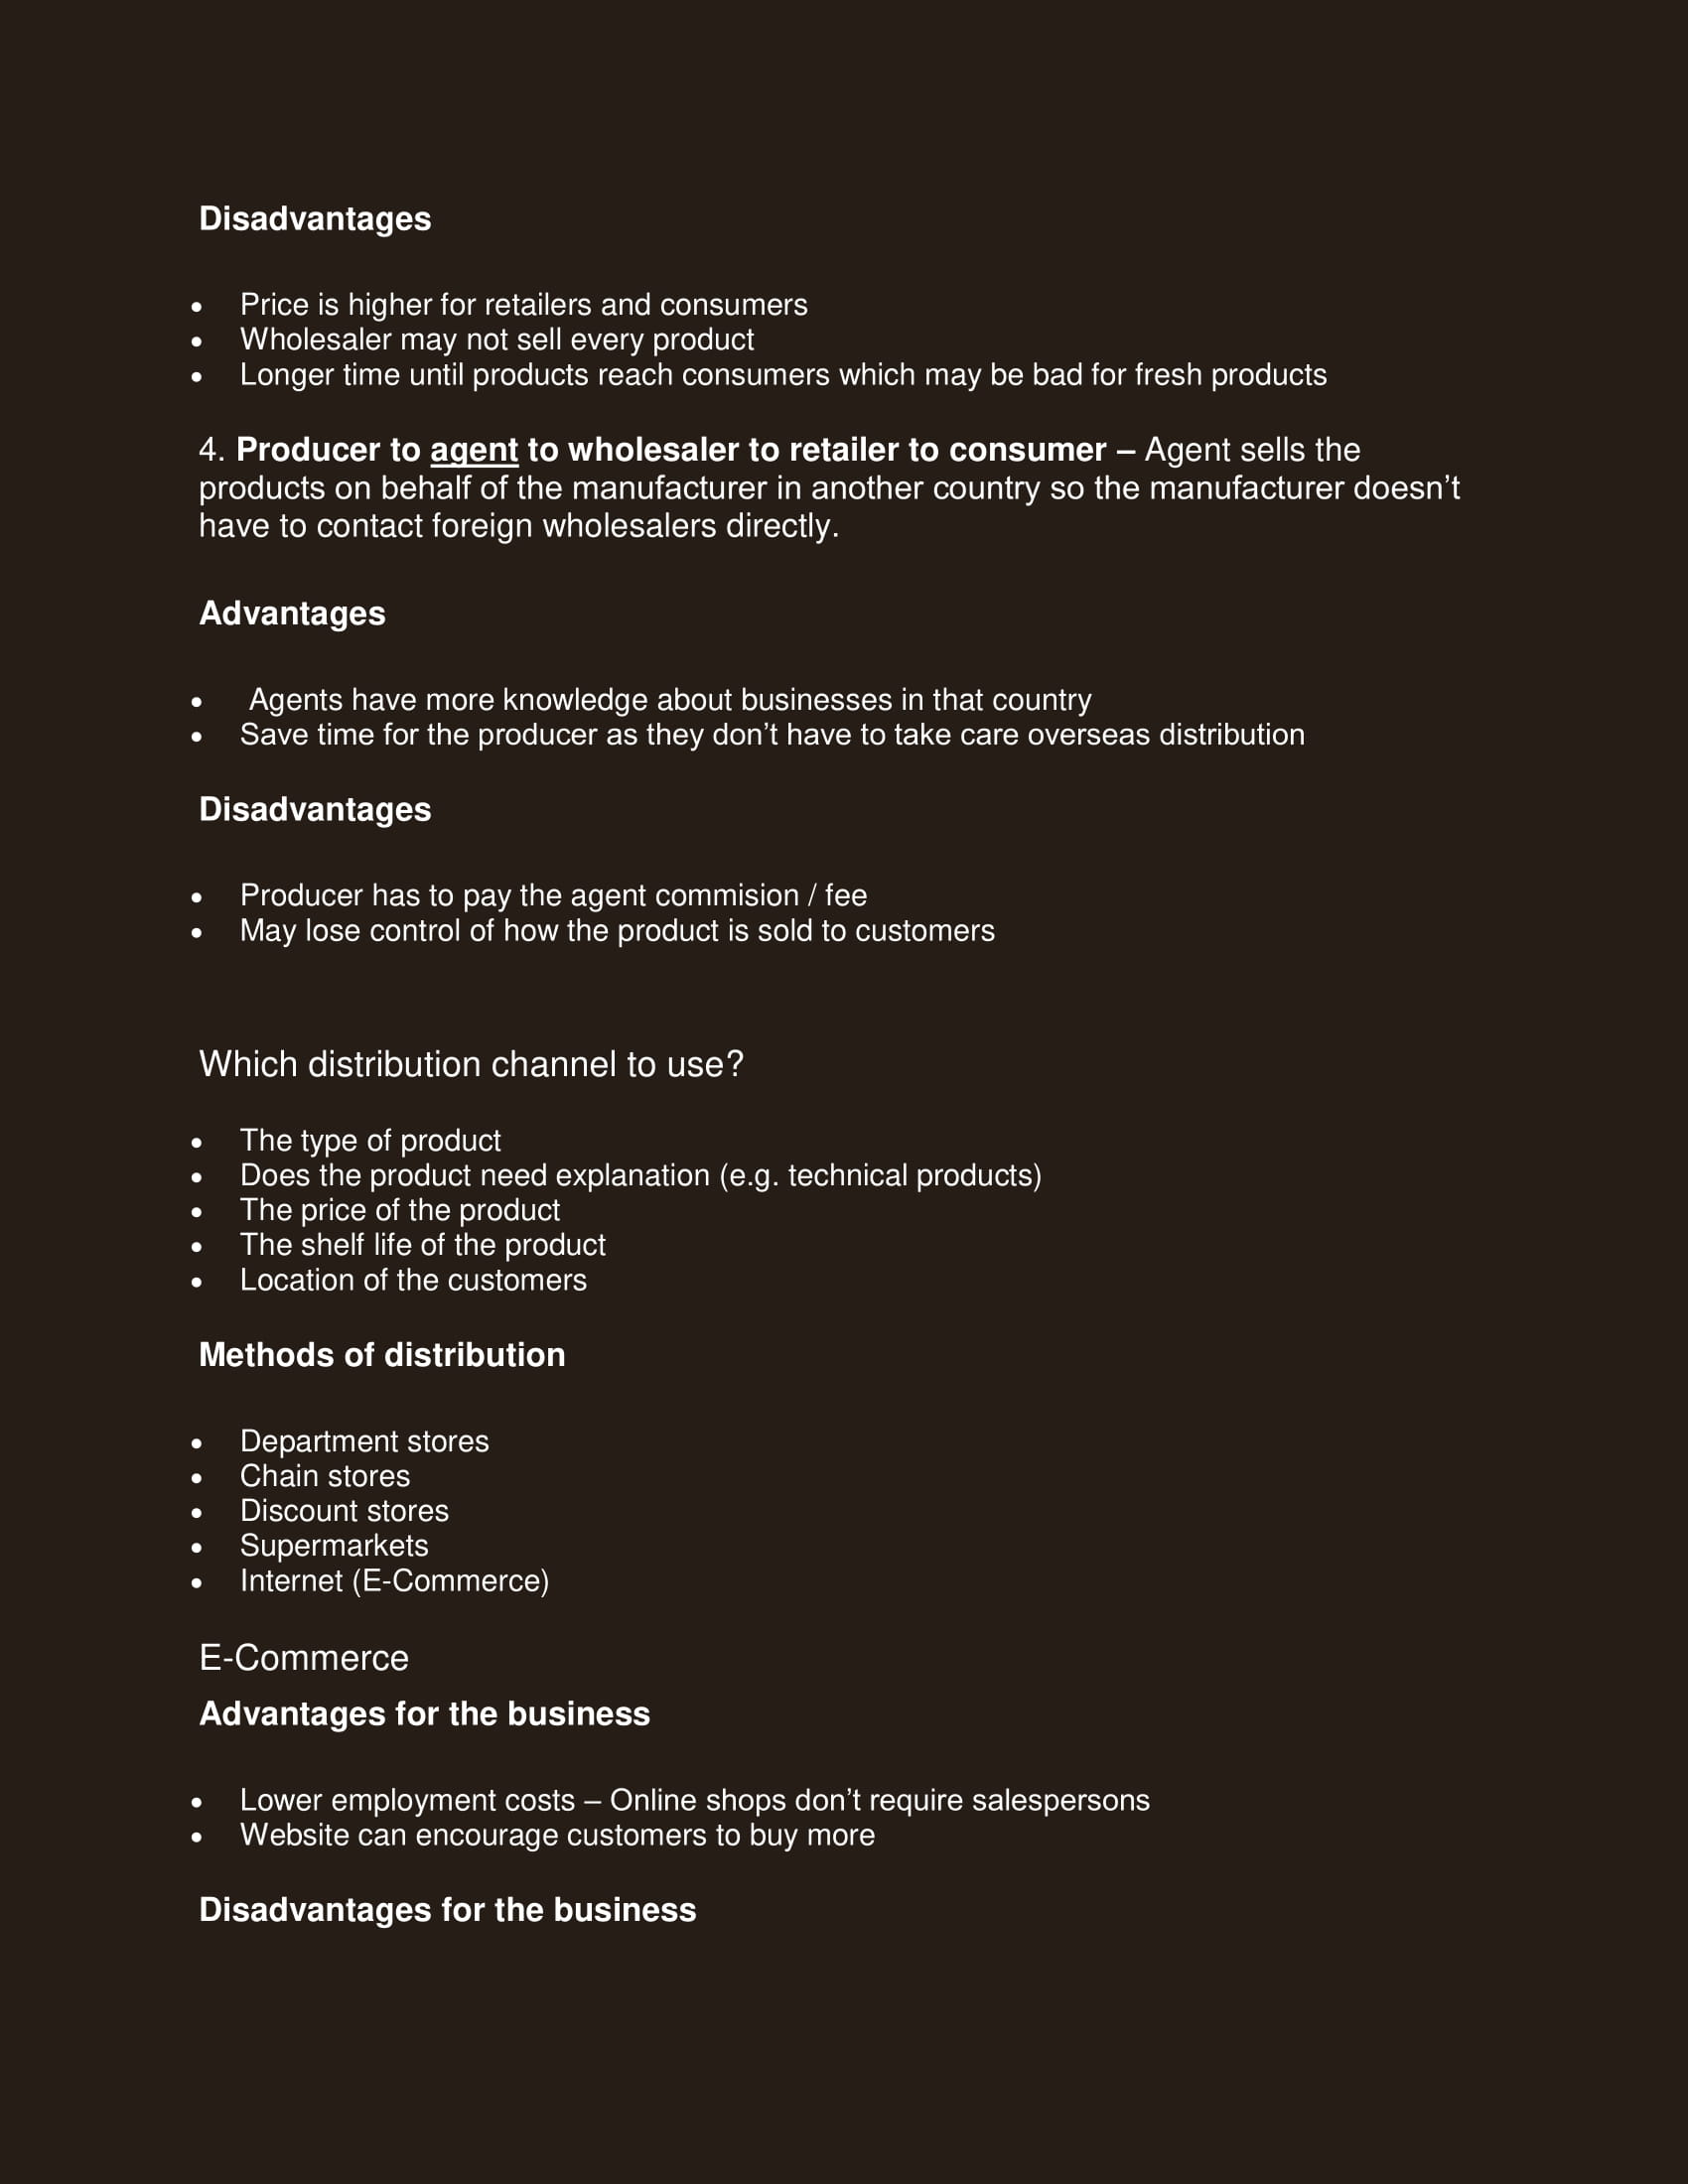 Disadvantages
• Price is higher for retailers and consumers
• Wholesaler may not sell every product
• Longer time until products reach consumers which may be bad for fresh products
4. Producer to agent to wholesaler to retailer to consumer – Agent sells the
products on behalf of the manufacturer in another country so the manufacturer doesn’t
have to contact foreign wholesalers directly.
Advantages
• Agents have more knowledge about businesses in that country
• Save time for the producer as they don’t have to take care overseas distribution
Disadvantages
• Producer has to pay the agent commision / fee
• May lose control of how the product is sold to customers
Which distribution channel to use?
• The type of product
• Does the product need explanation (e.g. technical products)
• The price of the product
• The shelf life of the product
• Location of the customers
Methods of distribution
• Department stores
• Chain stores
• Discount stores
• Supermarkets
• Internet (E-Commerce)
E-Commerce
Advantages for the business
• Lower employment costs – Online shops don’t require salespersons
• Website can encourage customers to buy more
Disadvantages for the business